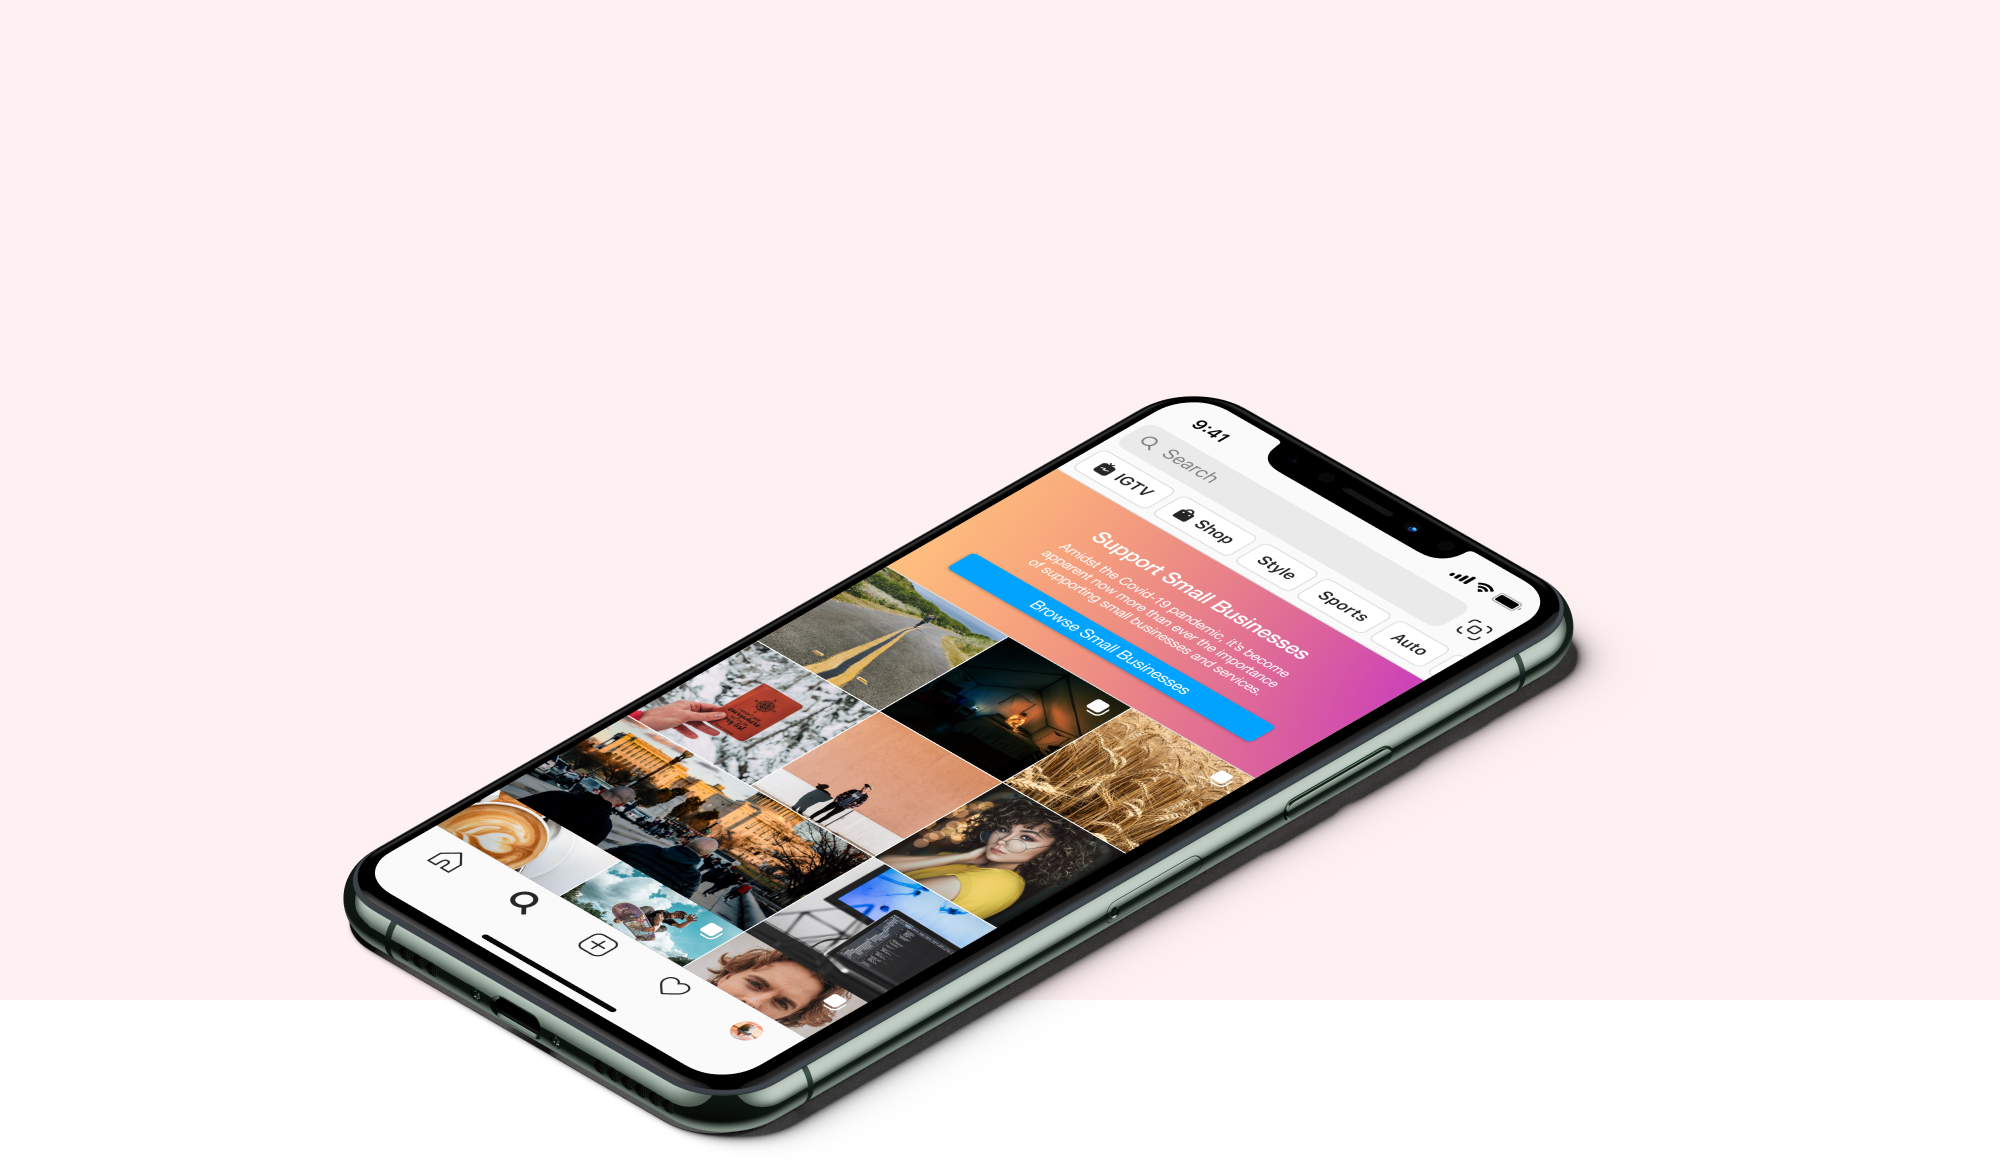 9:41
Search
IGTV
Shop
Style
Sports
Auto
Support Small Businesses
Amidst the Covid-19 pandemic, it's become
apparent now more than ever the importance
of supporting small businesses and services.
Browse Small Businesses